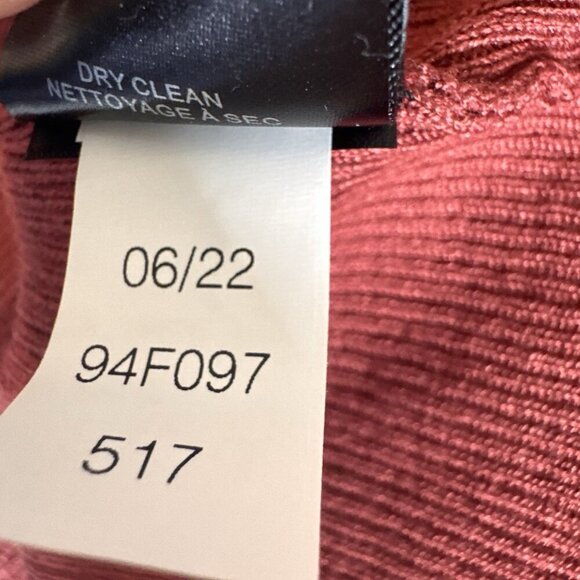 DRY CLEAN
NETTOYAGE À SEC
06/22
94F097
517